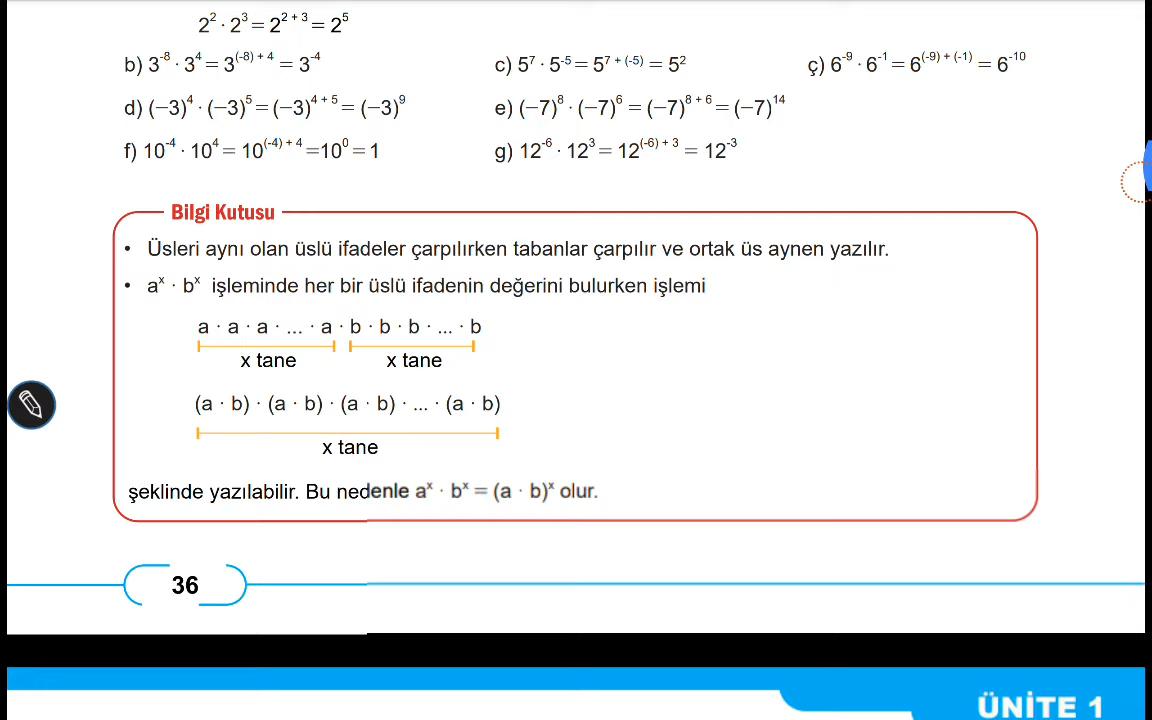 2² · 2³ = 2² ⁺ ³ = 2⁵
b) 3⁻⁸ · 3⁴ = 3⁽⁻⁸⁾ ⁺ ⁴ = 3⁻⁴ c) 5⁷ · 5⁻⁵ = 5⁷ ⁺ ⁽⁻⁵⁾ = 5² ç) 6⁻⁹ · 6⁻¹ = 6⁽⁻⁹⁾ ⁺ ⁽⁻¹⁾ = 6⁻¹⁰
d) (−3)⁴ · (−3)⁵ = (−3)⁴ ⁺ ⁵ = (−3)⁹ e) (−7)⁸ · (−7)⁶ = (−7)⁸ ⁺ ⁶ = (−7)¹⁴
f) 10⁻⁴ · 10⁴ = 10⁽⁻⁴⁾ ⁺ ⁴ =10⁰ = 1 g) 12⁻⁶ · 12³ = 12⁽⁻⁶⁾ ⁺ ³ = 12⁻³
Bilgi Kutusu
• Üsleri aynı olan üslü ifadeler çarpılırken tabanlar çarpılır ve ortak üs aynen yazılır.
• aˣ · bˣ işleminde her bir üslü ifadenin değerini bulurken işlemi
a · a · a · ... · a · b · b · b · ... · b
x tane x tane
(a · b) · (a · b) · (a · b) · ... · (a · b)
x tane
şeklinde yazılabilir. Bu nedenle aˣ · bˣ = (a · b)ˣ olur.
36
ÜNİTE 1